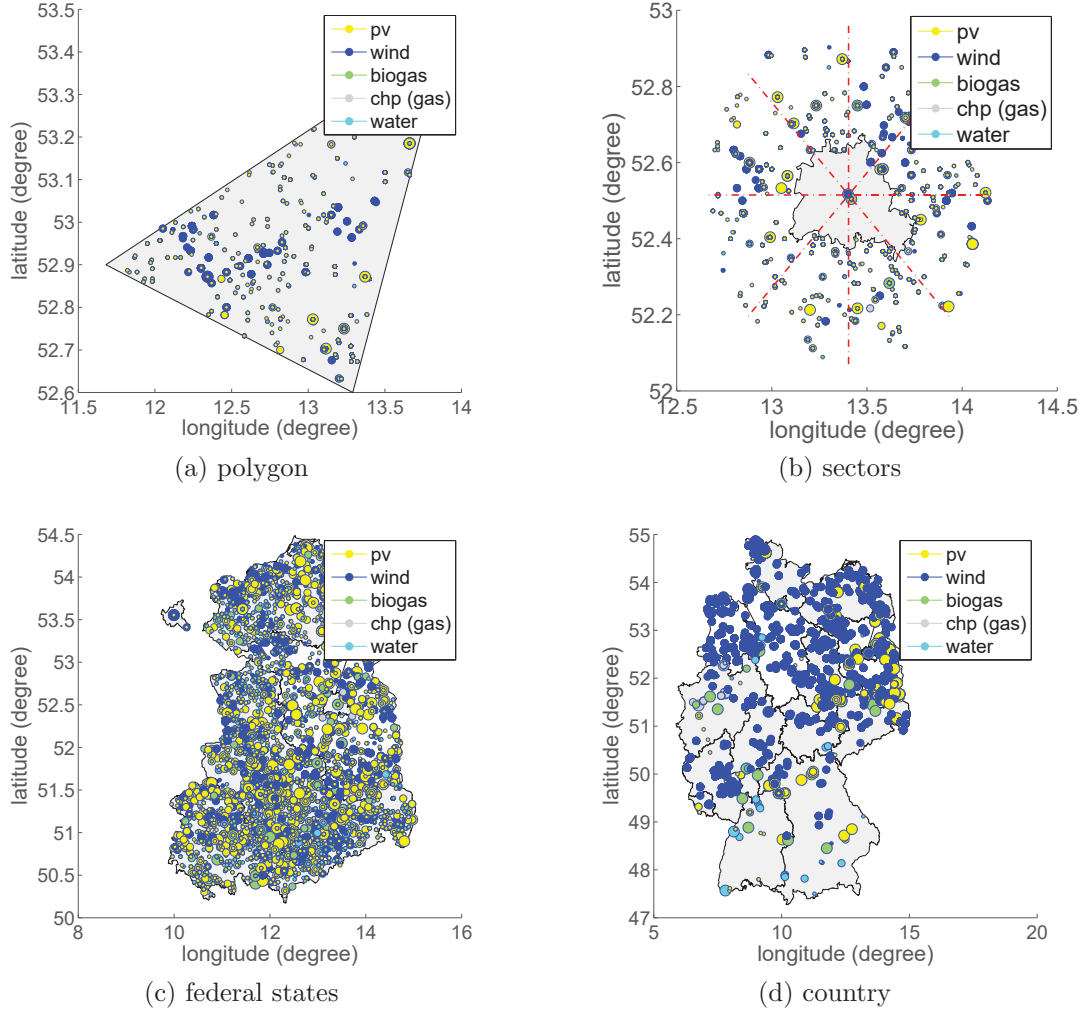 53.5
53.4
53.3
53.2
53.1
53
52.9
52.8
52.7
52.6
11.5 12 12.5 13 13.5 14
latitude (degree)
longitude (degree)
pv
wind
biogas
chp (gas)
water
(a) polygon
53
52.8
52.6
52.4
52.2
52
12.5 13 13.5 14 14.5
latitude (degree)
longitude (degree)
pv
wind
biogas
chp (gas)
water
(b) sectors
54.5
54
53.5
53
52.5
52
51.5
51
50.5
50
8 10 12 14 16
latitude (degree)
longitude (degree)
pv
wind
biogas
chp (gas)
water
(c) federal states
55
54
53
52
51
50
49
48
47
5 10 15 20
latitude (degree)
longitude (degree)
pv
wind
biogas
chp (gas)
water
(d) country